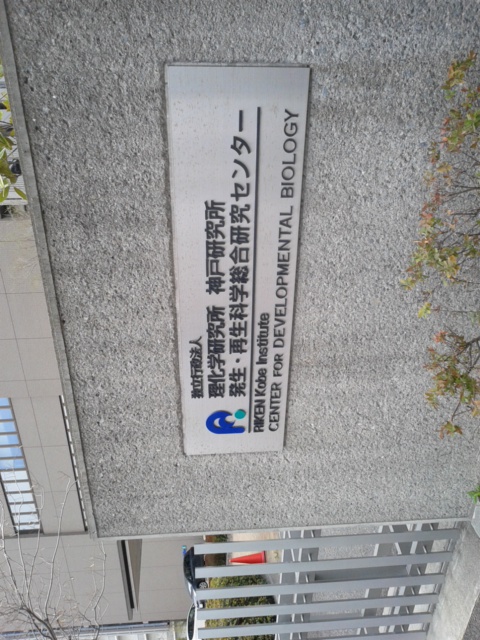 独立行政法人
理化学研究所 神戸研究所
発生・再生科学総合研究センター
RIKEN Kobe Institute
CENTER FOR DEVELOPMENTAL BIOLOGY